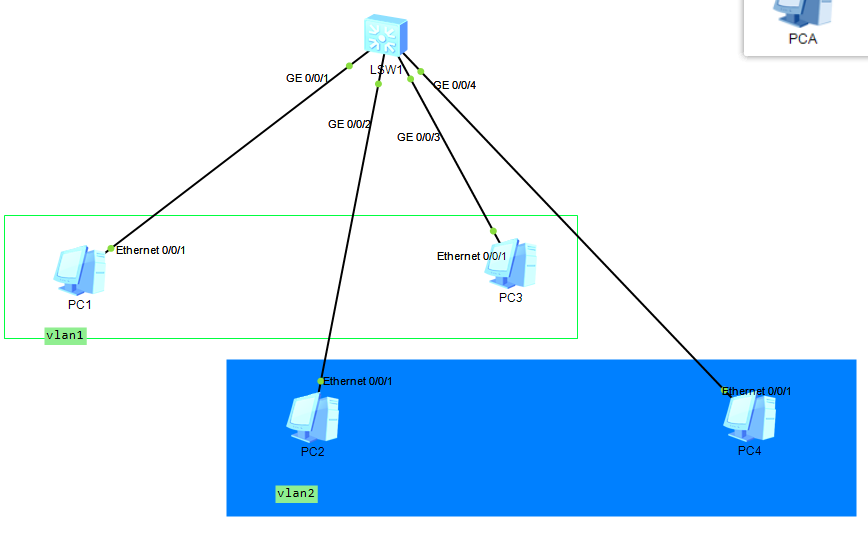 PCA
LSW1
GE 0/0/1
GE 0/0/4
GE 0/0/2
GE 0/0/3
Ethernet 0/0/1
Ethernet 0/0/1
PC1
PC3
vlan1
Ethernet 0/0/1
Ethernet 0/0/1
PC2
PC4
vlan2